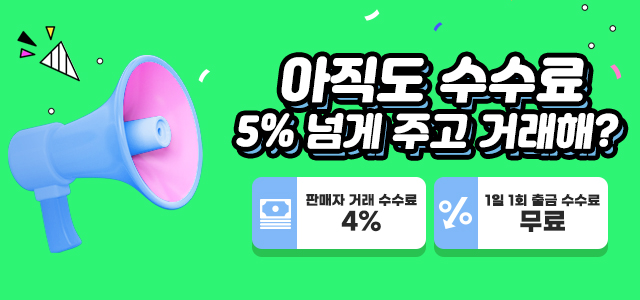 아직도 수수료
5% 넘게 주고 거래해?
판매자 거래 수수료
4%
1일 1회 출금 수수료
무료